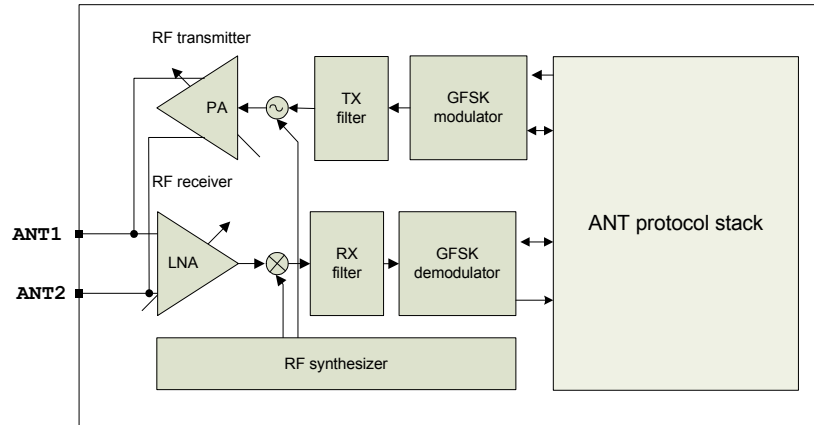 RF transmitter
PA
TX
filter
GFSK
modulator
RF receiver
ANT1
LNA
RX
filter
GFSK
demodulator
ANT protocol stack
ANT2
RF synthesizer